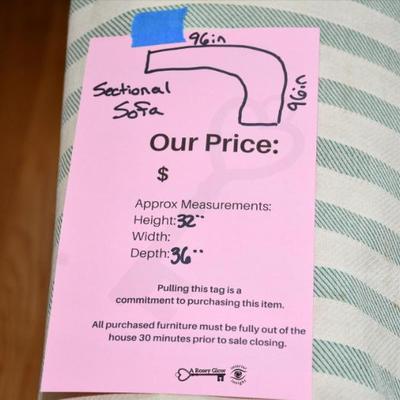 96in
96in
Sectional
Sofa
Our Price:
$
Approx Measurements:
Height: 32"
Width:
Depth: 36"
Pulling this tag is a
commitment to purchasing this item.
All purchased furniture must be fully out of the
house 30 minutes prior to sale closing.
A Rosey Glow